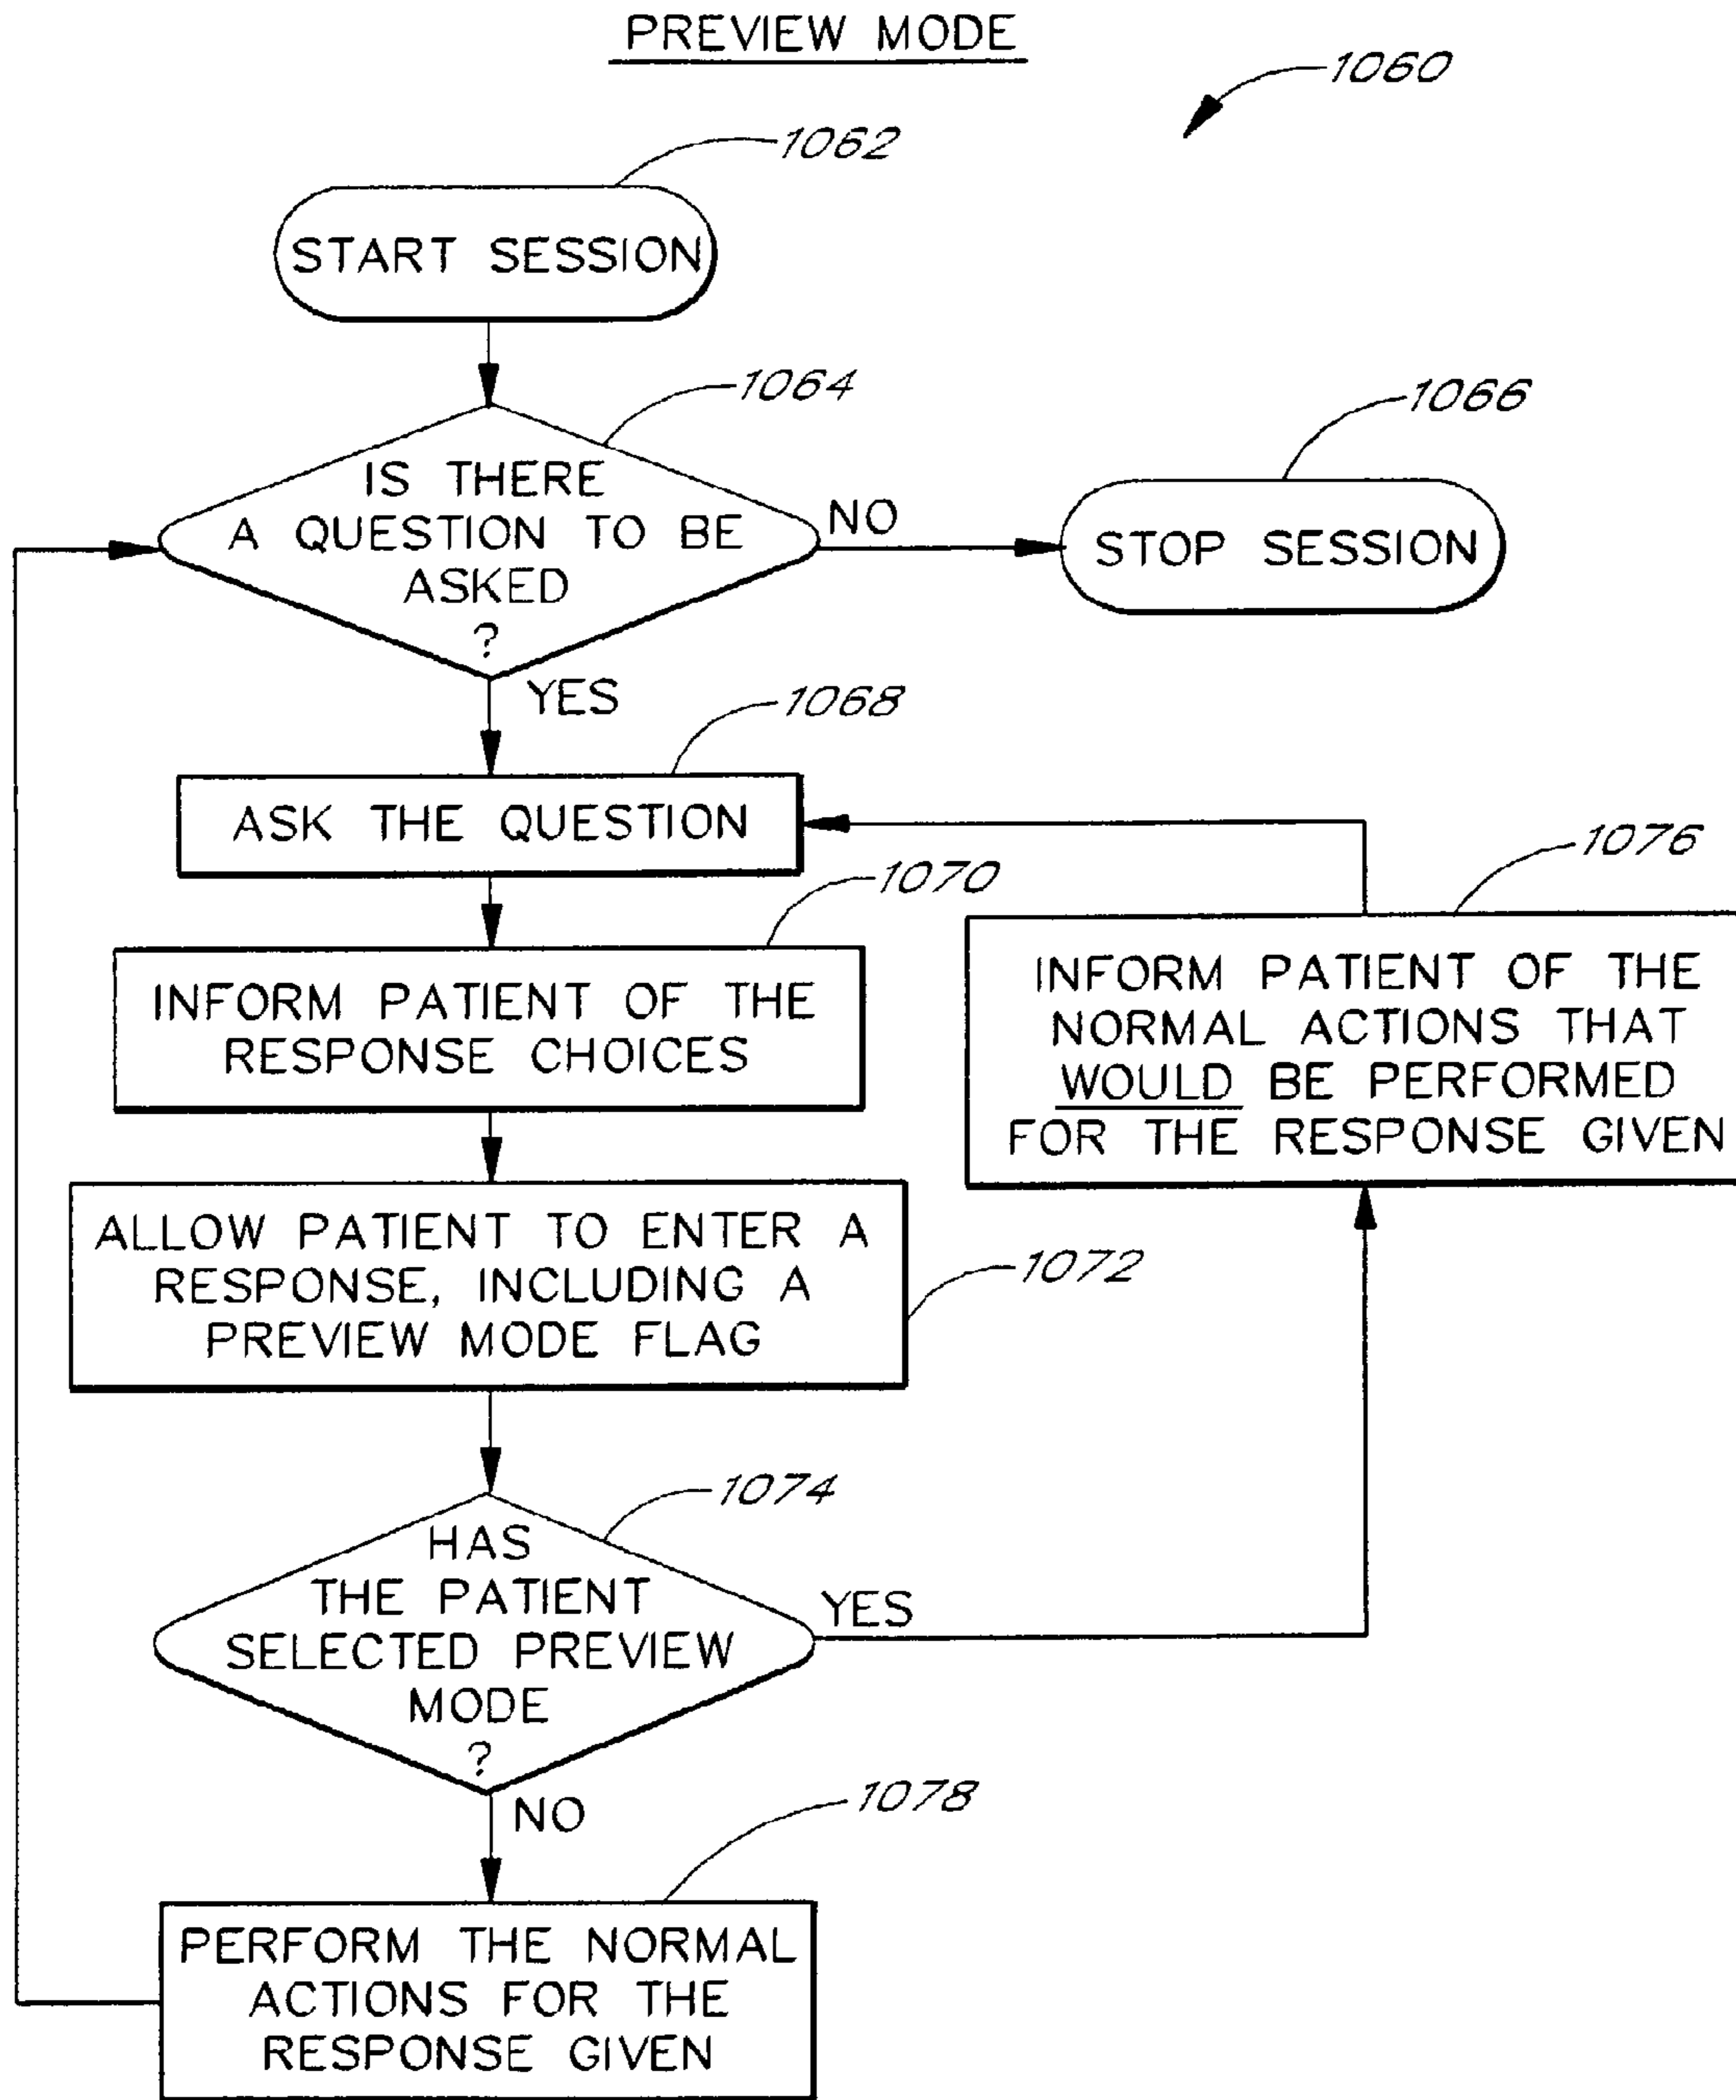 PREVIEW MODE
1060
1062
START SESSION
1064
IS THERE
A QUESTION TO BE
ASKED
?
NO
1066
STOP SESSION
YES
1068
ASK THE QUESTION
1070
INFORM PATIENT OF THE
RESPONSE CHOICES
1076
INFORM PATIENT OF THE
NORMAL ACTIONS THAT
WOULD BE PERFORMED
FOR THE RESPONSE GIVEN
ALLOW PATIENT TO ENTER A
RESPONSE, INCLUDING A
PREVIEW MODE FLAG
1072
1074
HAS
THE PATIENT
SELECTED PREVIEW
MODE
?
YES
NO
1078
PERFORM THE NORMAL
ACTIONS FOR THE
RESPONSE GIVEN